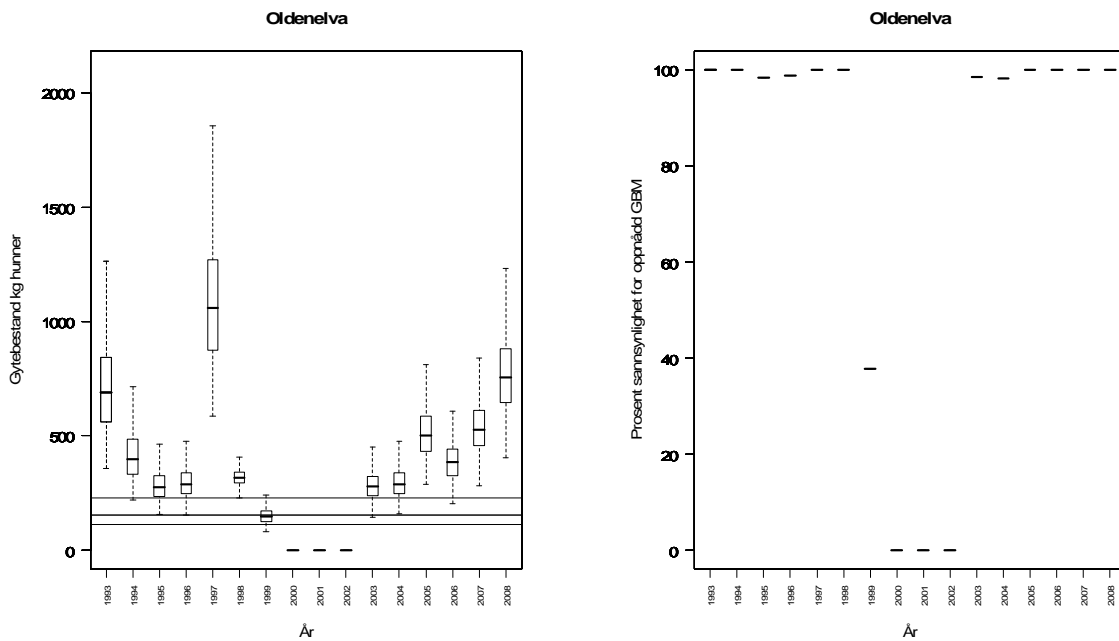 Oldenelva
Gytebestand kg hunner
2000
1500
1000
500
0
1993 1994 1995 1996 1997 1998 1999 2000 2001 2002 2003 2004 2005 2006 2007 2008
År
Oldenelva
Prosent sannsynlighet for oppnådd GBM
100
80
60
40
20
0
1993 1994 1995 1996 1997 1998 1999 2000 2001 2002 2003 2004 2005 2006 2007 2008
År